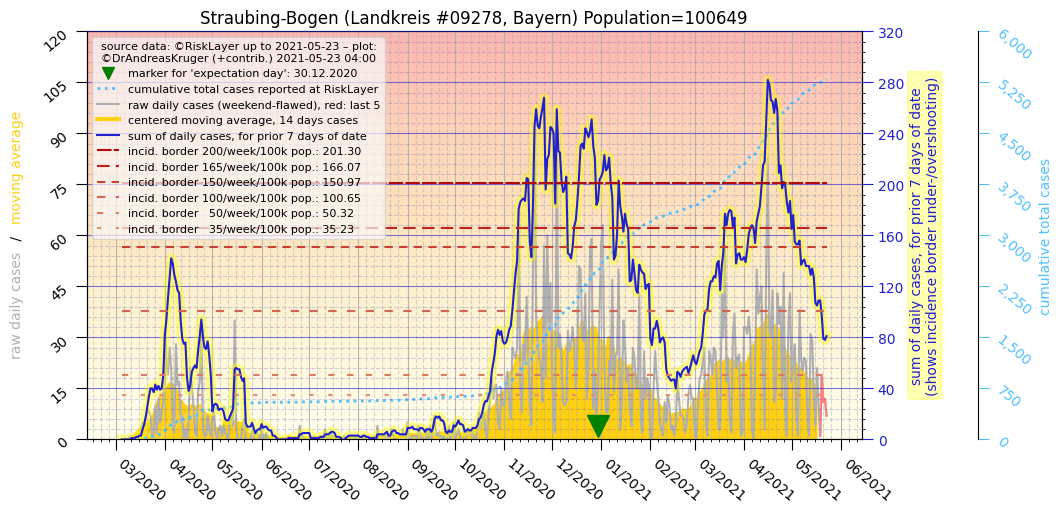 Straubing-Bogen (Landkreis #09278, Bayern) Population=100649
source data: ©RiskLayer up to 2021-05-23 – plot:
©DrAndreasKruger (+contrib.) 2021-05-23 04:00
marker for 'expectation day': 30.12.2020
cumulative total cases reported at RiskLayer
raw daily cases (weekend-flawed), red: last 5
centered moving average, 14 days cases
sum of daily cases, for prior 7 days of date
incid. border 200/week/100k pop.: 201.30
incid. border 165/week/100k pop.: 166.07
incid. border 150/week/100k pop.: 150.97
incid. border 100/week/100k pop.: 100.65
incid. border   50/week/100k pop.: 50.32
incid. border   35/week/100k pop.: 35.23
raw daily cases / moving average
120
105
90
75
60
45
30
15
0
03/2020
04/2020
05/2020
06/2020
07/2020
08/2020
09/2020
10/2020
11/2020
12/2020
01/2021
02/2021
03/2021
04/2021
05/2021
06/2021
320
280
240
200
160
120
80
40
0
sum of daily cases, for prior 7 days of date
(shows incidence border under-/overshooting)
6,000
5,250
4,500
3,750
3,000
2,250
1,500
750
0
cumulative total cases